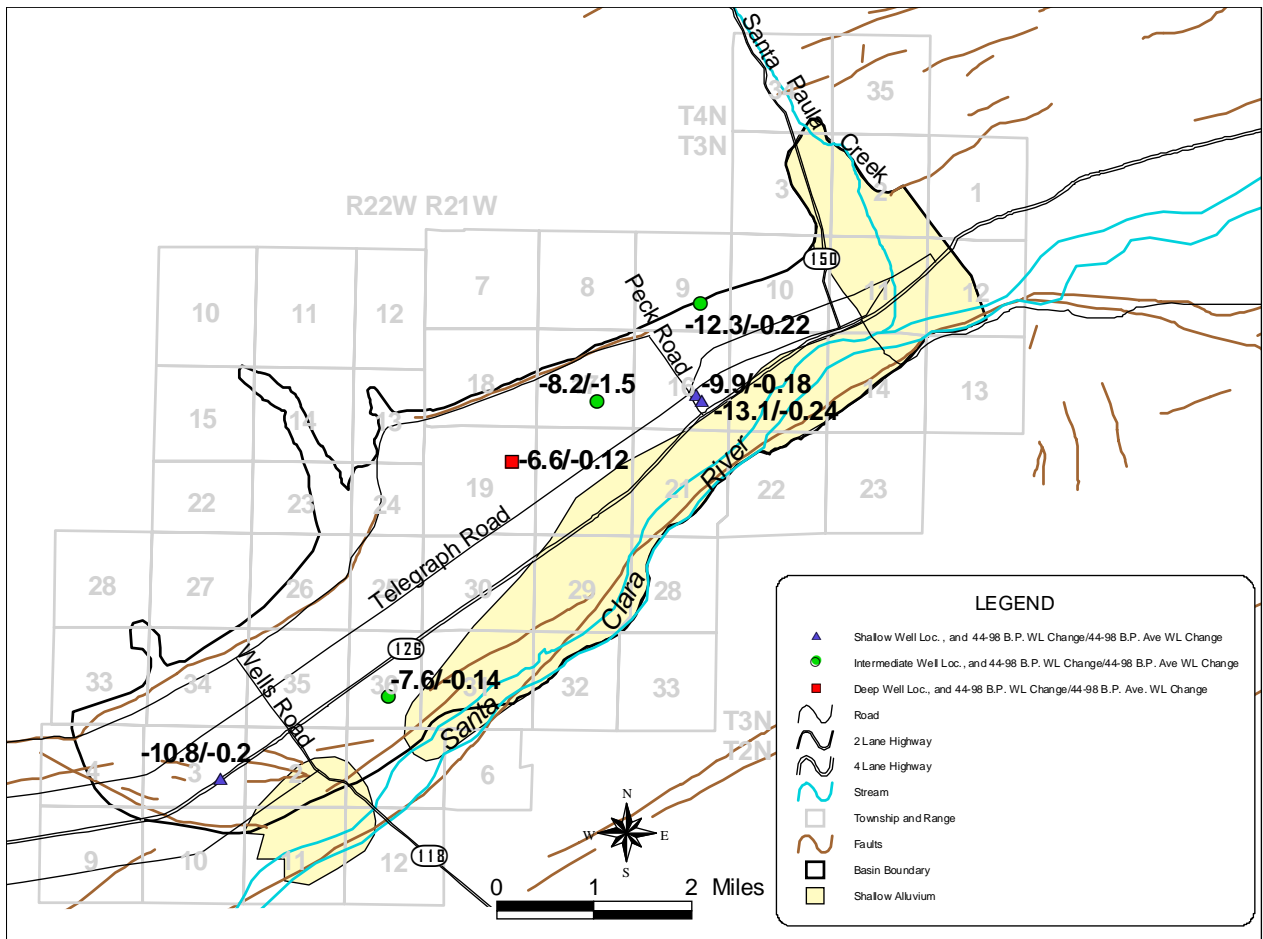 Santa Paula Creek
34
35
T4N
T3N
3
2
1
R22W R21W
150
10
11
12
7
8
9
10
11
12
Peck Road
-12.3/-0.22
18
-8.2/-1.5
16
-9.9/-0.18
-13.1/-0.24
14
13
15
14
13
-6.6/-0.12
19
River
21
22
23
22
23
24
Telegraph Road
28
27
26
25
30
29
28
Clara
126
Wells Road
33
34
35
36
-7.6/-0.14
31
32
33
Santa
T3N
T2N
-10.8/-0.2
4
3
2
6
9
10
11
12
118
N
W
E
S
0 1 2 Miles
LEGEND
Shallow Well Loc., and 44-98 B.P. WL Change/44-98 B.P. Ave WL Change
Intermediate Well Loc., and 44-98 B.P. WL Change/44-98 B.P. Ave WL Change
Deep Well Loc., and 44-98 B.P. WL Change/44-98 B.P. Ave. WL Change
Road
2 Lane Highway
4 Lane Highway
Stream
Township and Range
Faults
Basin Boundary
Shallow Alluvium